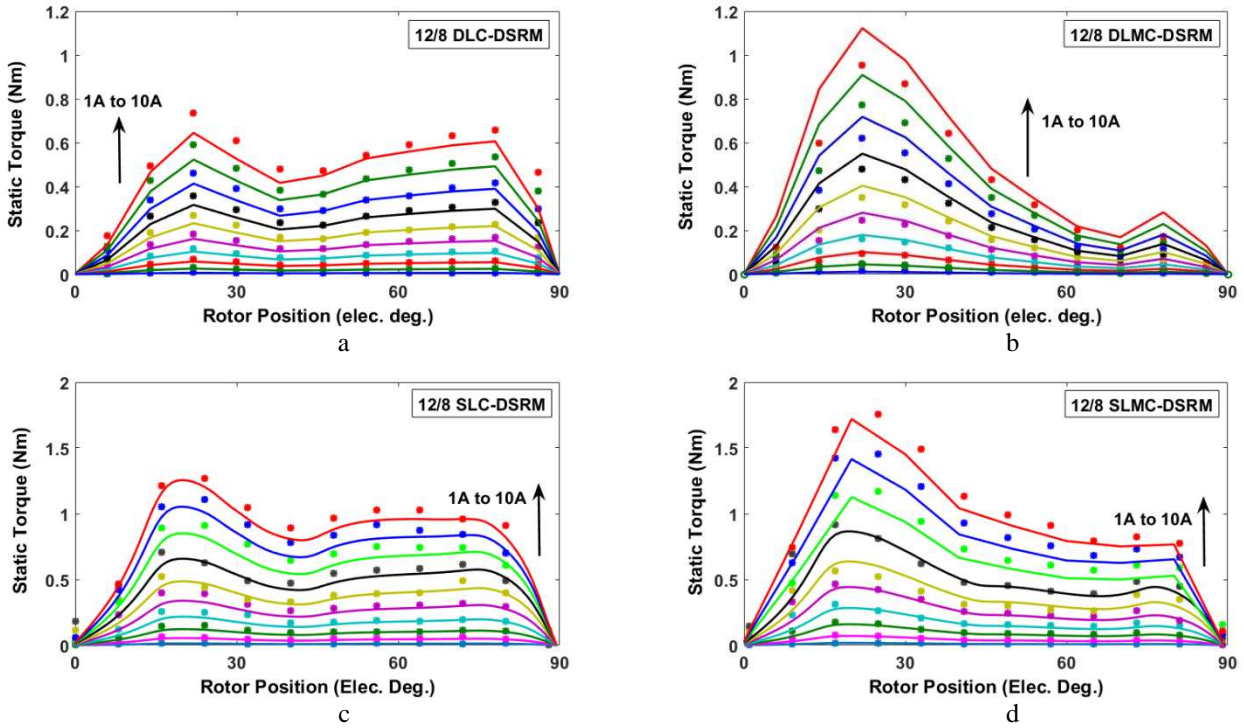 12/8 DLC-DSRM
1A to 10A
Static Torque (Nm)
1.2
1
0.8
0.6
0.4
0.2
0
0
30
60
90
Rotor Position (elec. deg.)
a
12/8 DLMC-DSRM
1A to 10A
Static Torque (Nm)
1.2
1
0.8
0.6
0.4
0.2
0
0
30
60
90
Rotor Position (elec. deg.)
b
12/8 SLC-DSRM
1A to 10A
Static Torque (Nm)
2
1.5
1
0.5
0
0
30
60
90
Rotor Position (Elec. Deg.)
c
12/8 SLMC-DSRM
1A to 10A
Static Torque (Nm)
2
1.5
1
0.5
0
0
30
60
90
Rotor Position (Elec. Deg.)
d